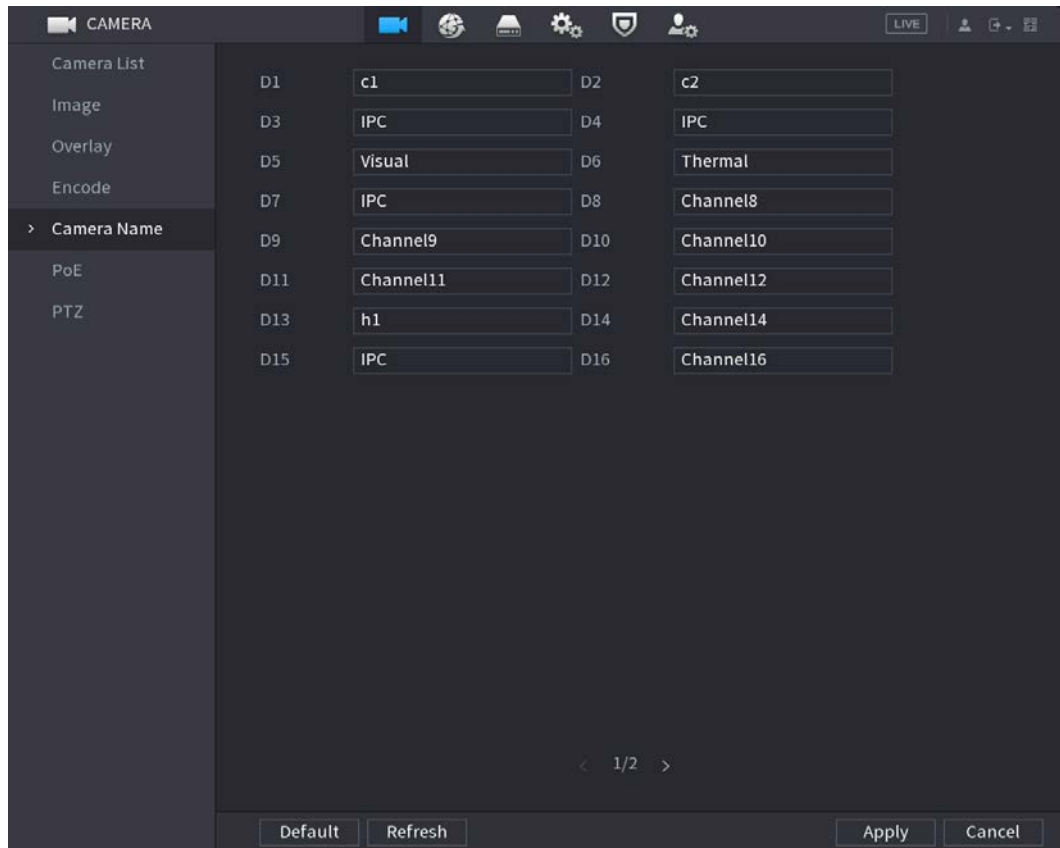 CAMERA LIVE
Camera List
Image
Overlay
Encode
> Camera Name
PoE
PTZ
D1 c1 D2 c2
D3 IPC D4 IPC
D5 Visual D6 Thermal
D7 IPC D8 Channel8
D9 Channel9 D10 Channel10
D11 Channel11 D12 Channel12
D13 h1 D14 Channel14
D15 IPC D16 Channel16
< 1/2 >
Default Refresh Apply Cancel